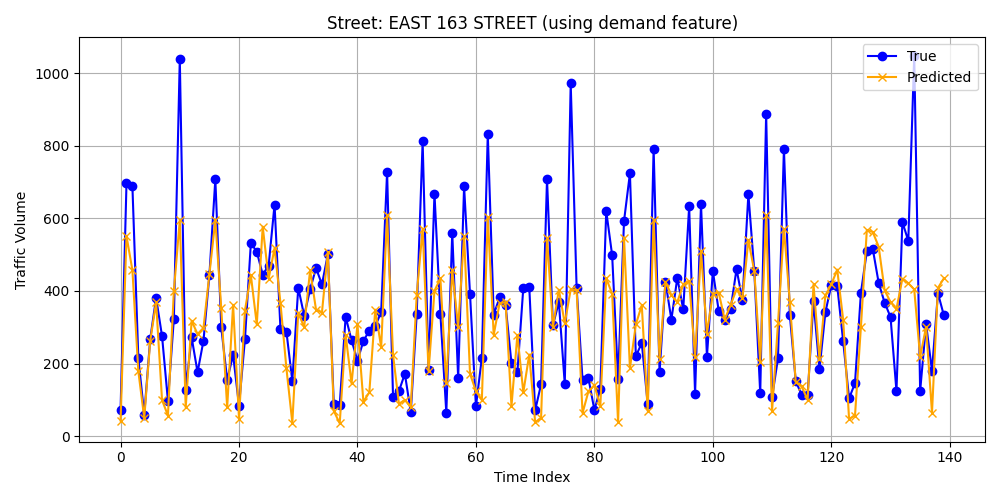 Street: EAST 163 STREET (using demand feature)
True
Predicted
Traffic Volume
1000
800
600
400
200
0
0 20 40 60 80 100 120 140
Time Index